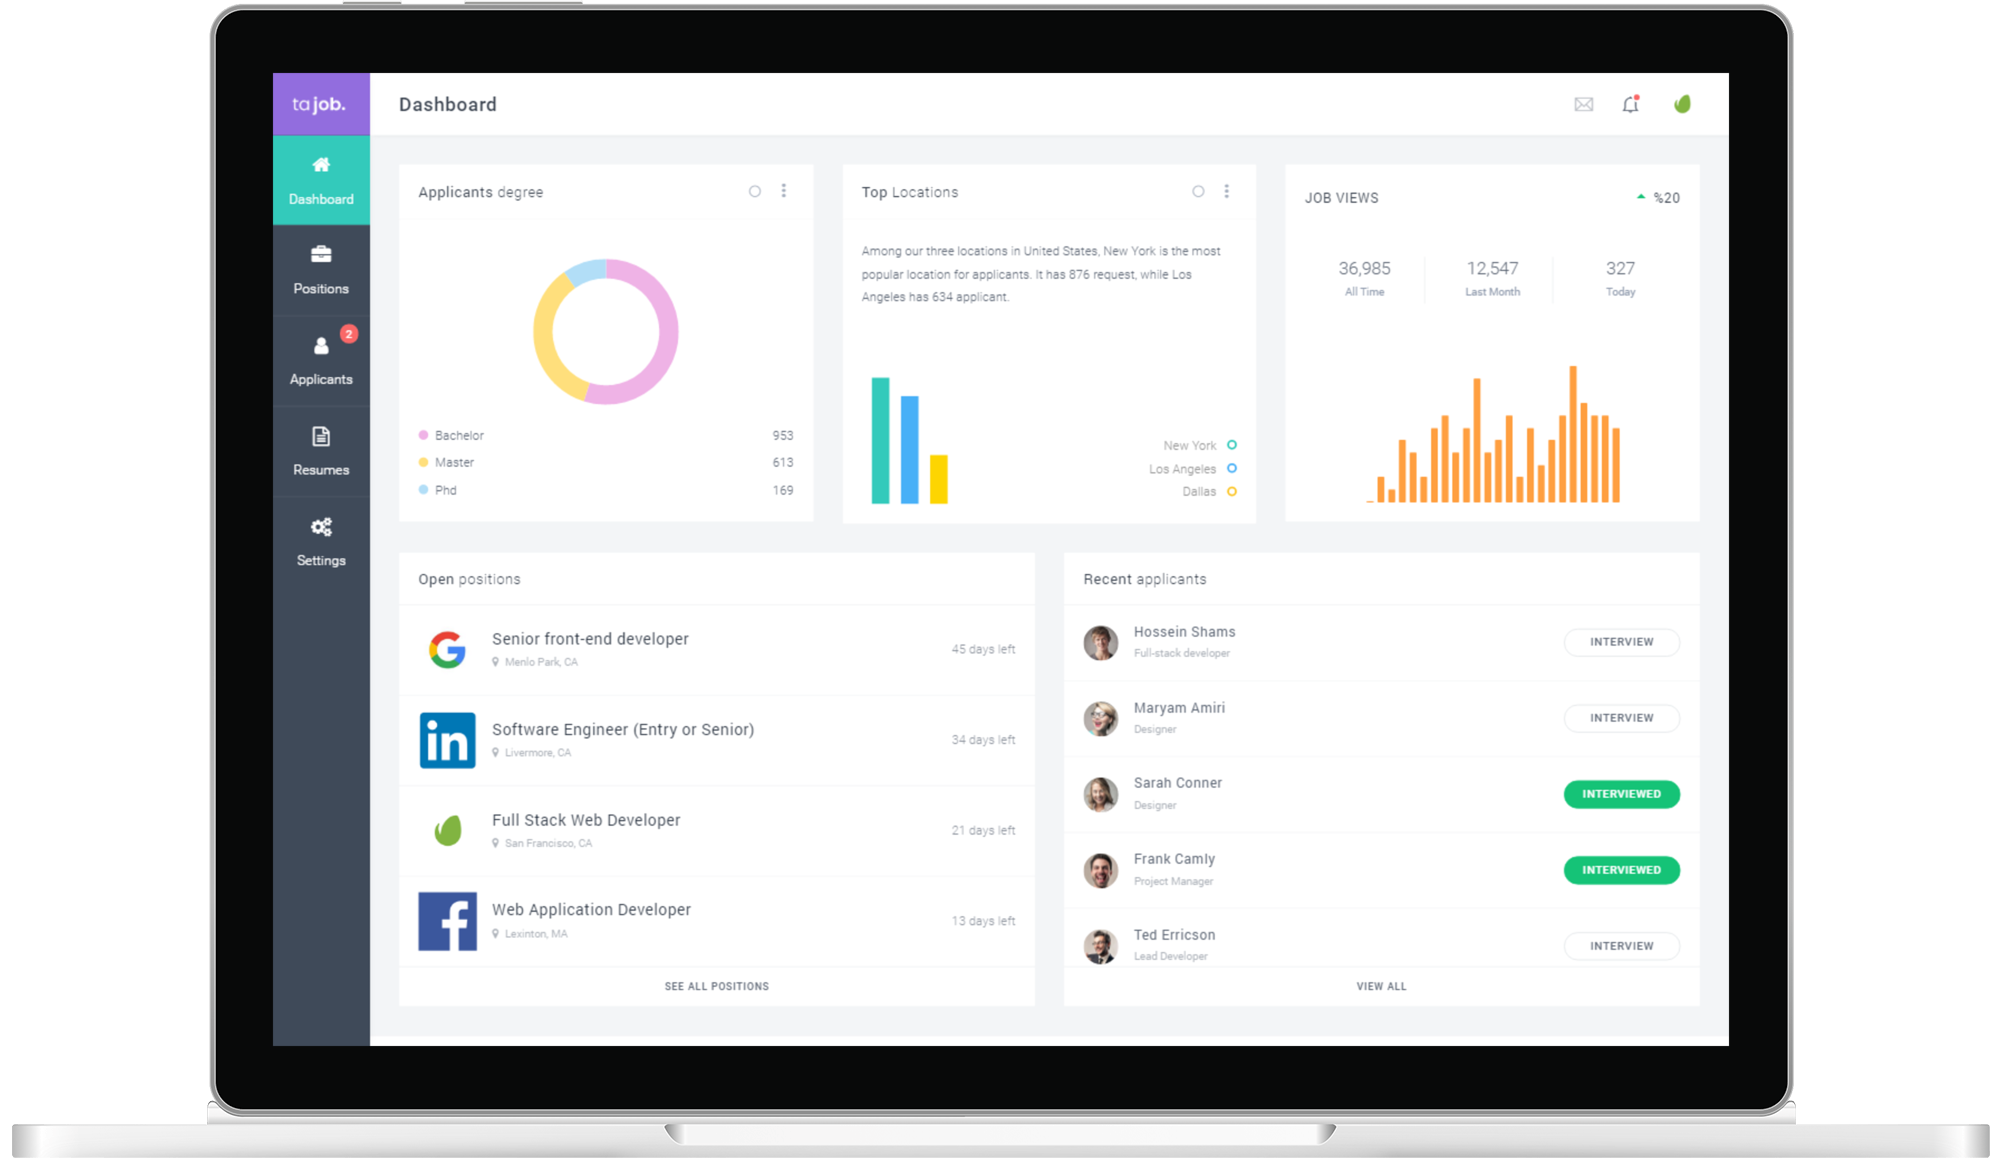 ta job.
Dashboard
Dashboard
Positions
2
Applicants
Resumes
Settings
Applicants degree
Bachelor 953
Master 613
Phd 169
Top Locations
Among our three locations in United States, New York is the most
popular location for applicants. It has 876 request, while Los
Angeles has 634 applicant.
New York
Los Angeles
Dallas
JOB VIEWS %20
36,985 12,547 327
All Time Last Month Today
Open positions
Senior front-end developer
Menlo Park, CA
45 days left
in
Software Engineer (Entry or Senior)
Livermore, CA
34 days left
Full Stack Web Developer
San Francisco, CA
21 days left
f
Web Application Developer
Lexinton, MA
13 days left
SEE ALL POSITIONS
Recent applicants
Hossein Shams
Full-stack developer
INTERVIEW
Maryam Amiri
Designer
INTERVIEW
Sarah Conner
Designer
INTERVIEWED
Frank Camly
Project Manager
INTERVIEWED
Ted Erricson
Lead Developer
INTERVIEW
VIEW ALL